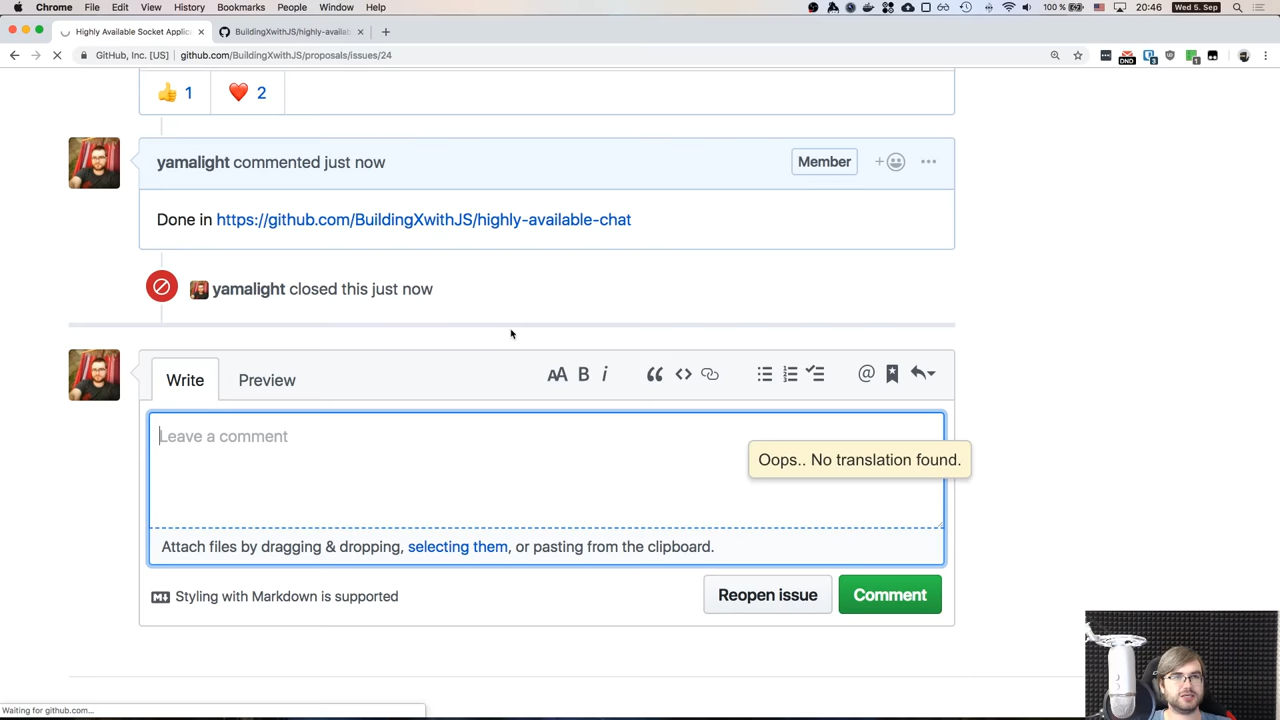 Chrome File Edit View History Bookmarks People Window Help 100 % 20:46 Wed 5. Sep
Highly Available Socket Applic BuildingXwithJS/highly-availab
GitHub, Inc. [US] github.com/BuildingXwithJS/proposals/issues/24 DND 3 1
👍 1 ❤️ 2
yamalight commented just now Member
Done in https://github.com/BuildingXwithJS/highly-available-chat
yamalight closed this just now
Write Preview AA B i
Leave a comment
Oops.. No translation found.
Attach files by dragging & dropping, selecting them, or pasting from the clipboard.
Styling with Markdown is supported Reopen issue Comment
Waiting for github.com...